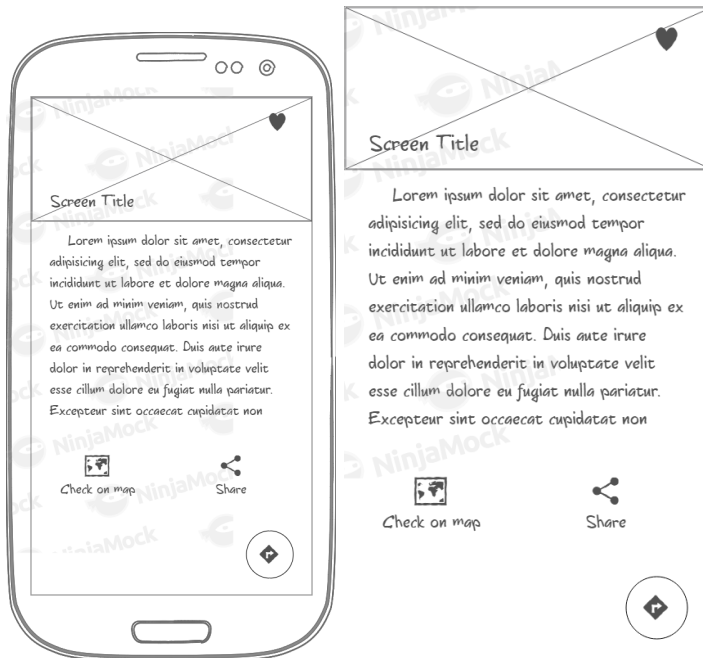 Screen Title
Lorem ipsum dolor sit amet, consectetur
adipisicing elit, sed do eiusmod tempor
incididunt ut labore et dolore magna aliqua.
Ut enim ad minim veniam, quis nostrud
exercitation ullamco laboris nisi ut aliquip ex
ea commodo consequat. Duis aute irure
dolor in reprehenderit in voluptate velit
esse cillum dolore eu fugiat nulla pariatur.
Excepteur sint occaecat cupidatat non
Check on map
Share
Screen Title
Lorem ipsum dolor sit amet, consectetur
adipisicing elit, sed do eiusmod tempor
incididunt ut labore et dolore magna aliqua.
Ut enim ad minim veniam, quis nostrud
exercitation ullamco laboris nisi ut aliquip ex
ea commodo consequat. Duis aute irure
dolor in reprehenderit in voluptate velit
esse cillum dolore eu fugiat nulla pariatur.
Excepteur sint occaecat cupidatat non
Check on map
Share
NinjaMock